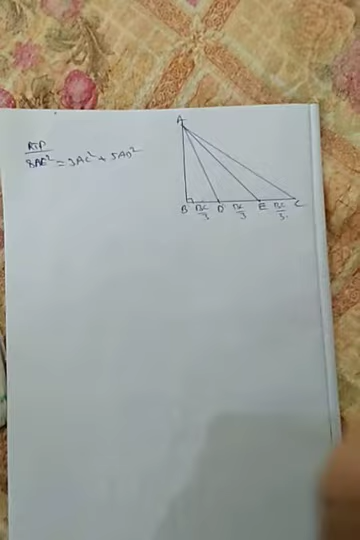 RTP
8AE² = 3AC² + 5AD²
A
B BC/3 D BC/3 E BC/3 C